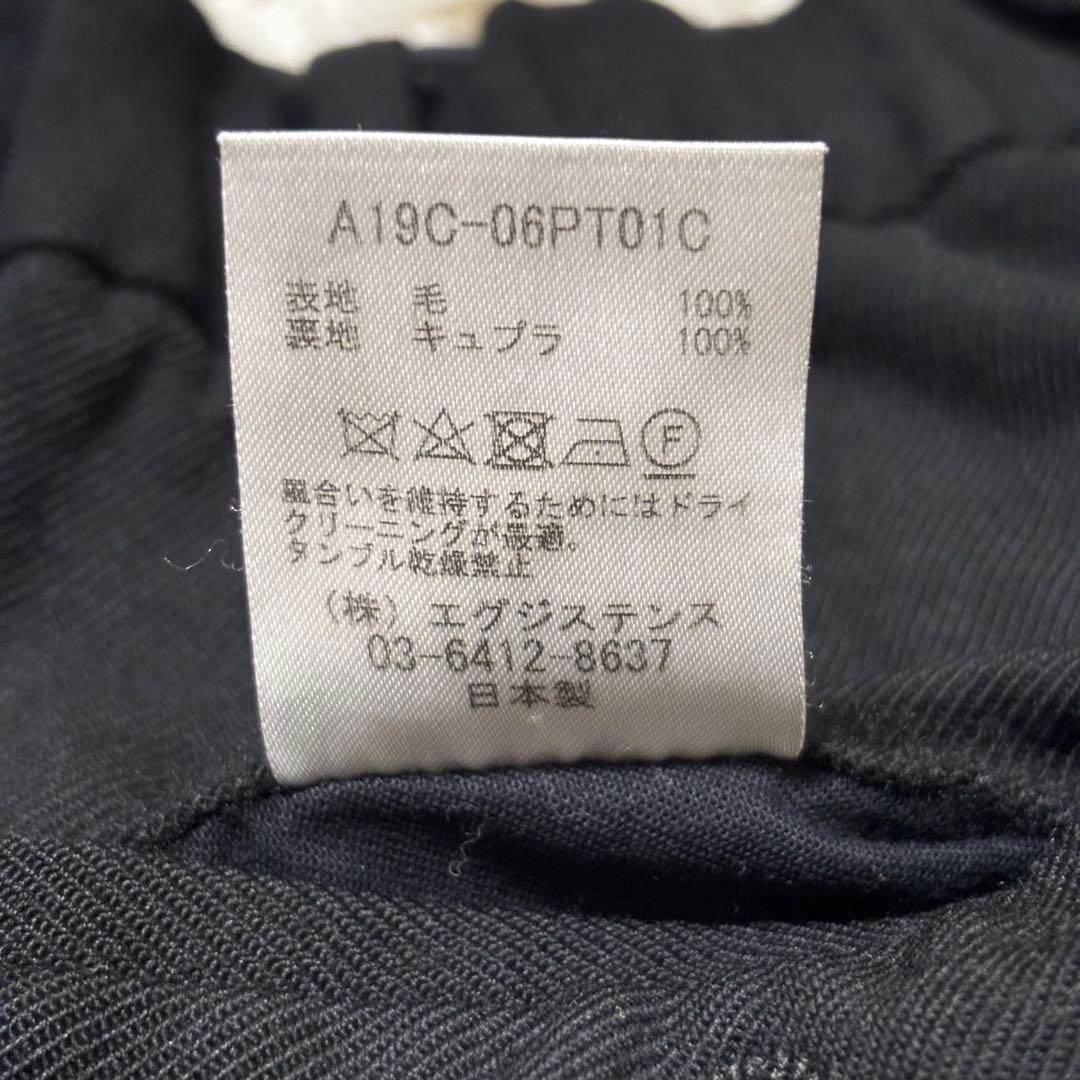 A19C-06PT01C
表地 毛 100%
裏地 キュプラ 100%
F
風合いを維持するためにはドライ
クリーニングが最適。
タンブル乾燥禁止
(株) エグジステンス
03-6412-8637
日本製